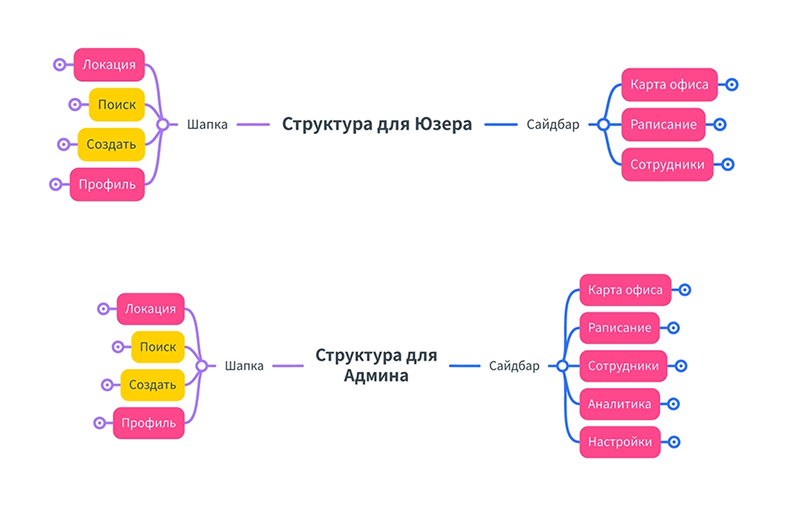 Локация
Поиск
Создать
Профиль
Шапка
Структура для Юзера
Сайдбар
Карта офиса
Раписание
Сотрудники
Локация
Поиск
Создать
Профиль
Шапка
Структура для
Админа
Сайдбар
Карта офиса
Раписание
Сотрудники
Аналитика
Настройки